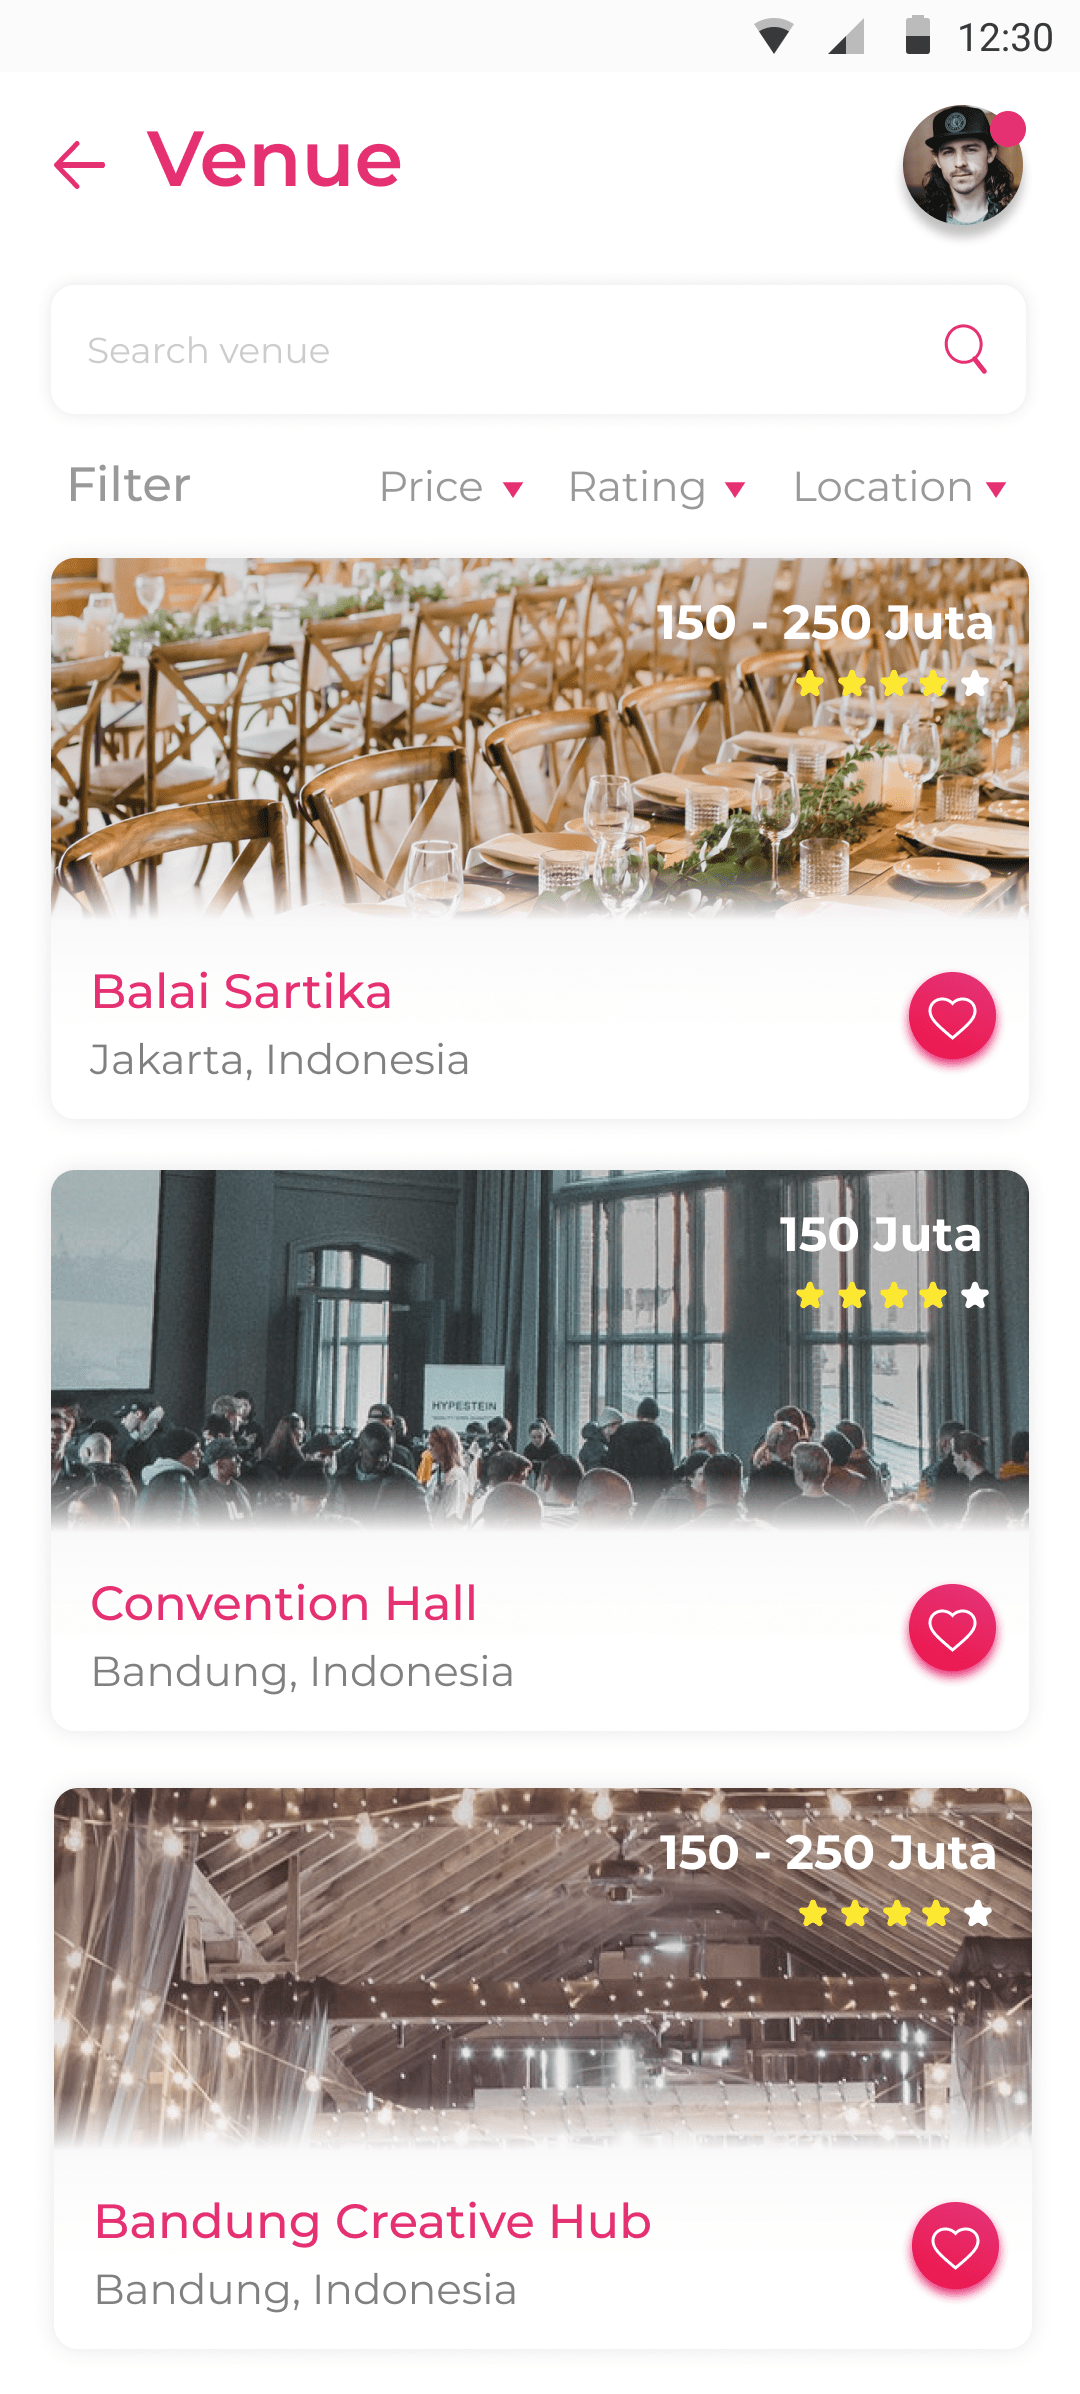 12:30
Venue
Search venue
Filter Price Rating Location
150 - 250 Juta
Balai Sartika
Jakarta, Indonesia
150 Juta
HYPESTEIN
Convention Hall
Bandung, Indonesia
150 - 250 Juta
Bandung Creative Hub
Bandung, Indonesia